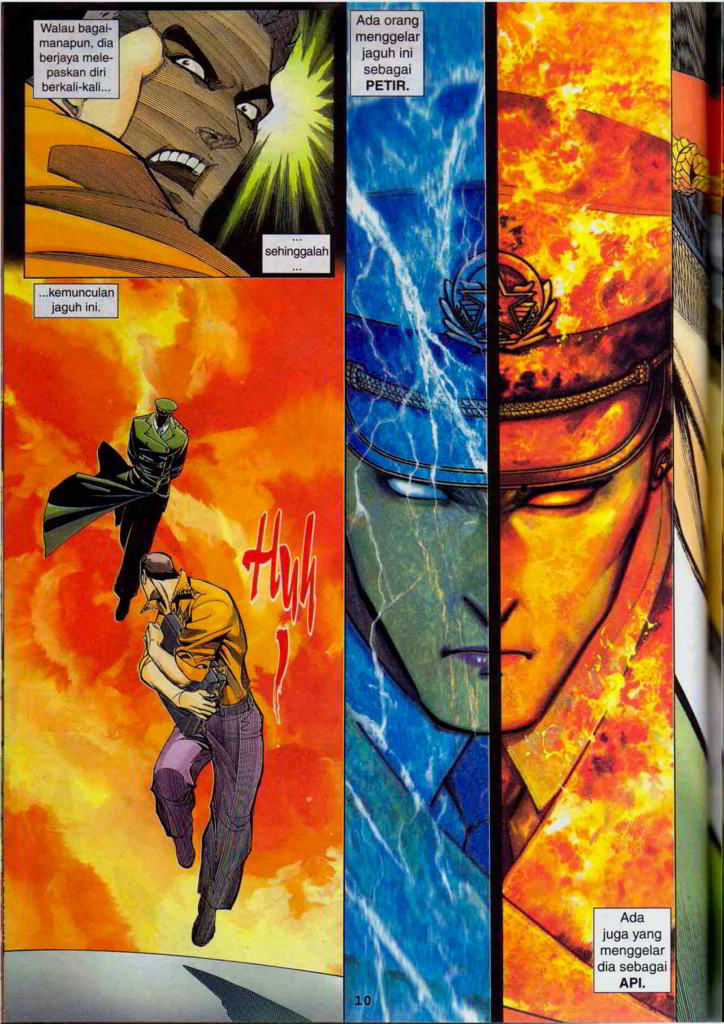 Walau bagai-
manapun, dia
berjaya mele-
paskan diri
berkali-kali...
...
sehinggalah
...
...kemunculan
jaguh ini.
Huh
!
Ada orang
menggelar
jaguh ini
sebagai
PETIR.
Ada
juga yang
menggelar
dia sebagai
API.
10